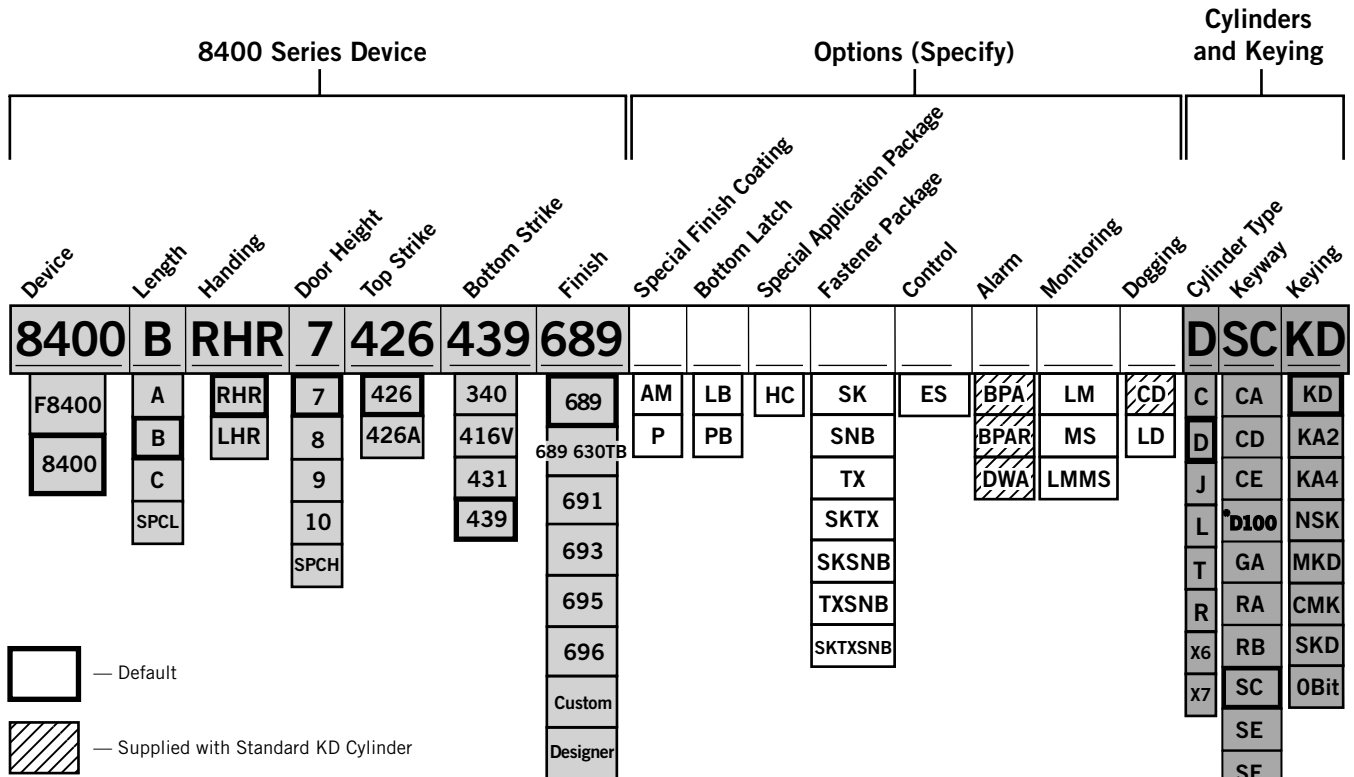 8400 Series Device
Options (Specify)
Cylinders
and Keying
Device
Length
Handing
Door Height
Top Strike
Bottom Strike
Finish
Special Finish Coating
Bottom Latch
Special Application Package
Fastener Package
Control
Alarm
Monitoring
Dogging
Cylinder Type
Keyway
Keying
8400 B RHR 7 426 439 689 D SC KD
F8400
8400
A
B
C
SPCL
RHR
LHR
7
8
9
10
SPCH
426
426A
340
416V
431
439
689
689 630TB
691
693
695
696
Custom
Designer
AM
P
LB
PB
HC
SK
SNB
TX
SKTX
SKSNB
TXSNB
SKTXSNB
ES
BPA
BPAR
DWA
LM
MS
LMMS
CD
LD
C
D
J
L
T
R
X6
X7
CA
CD
CE
*D100
GA
RA
RB
SC
SE
KD
KA2
KA4
NSK
MKD
CMK
SKD
0Bit
— Default
— Supplied with Standard KD Cylinder